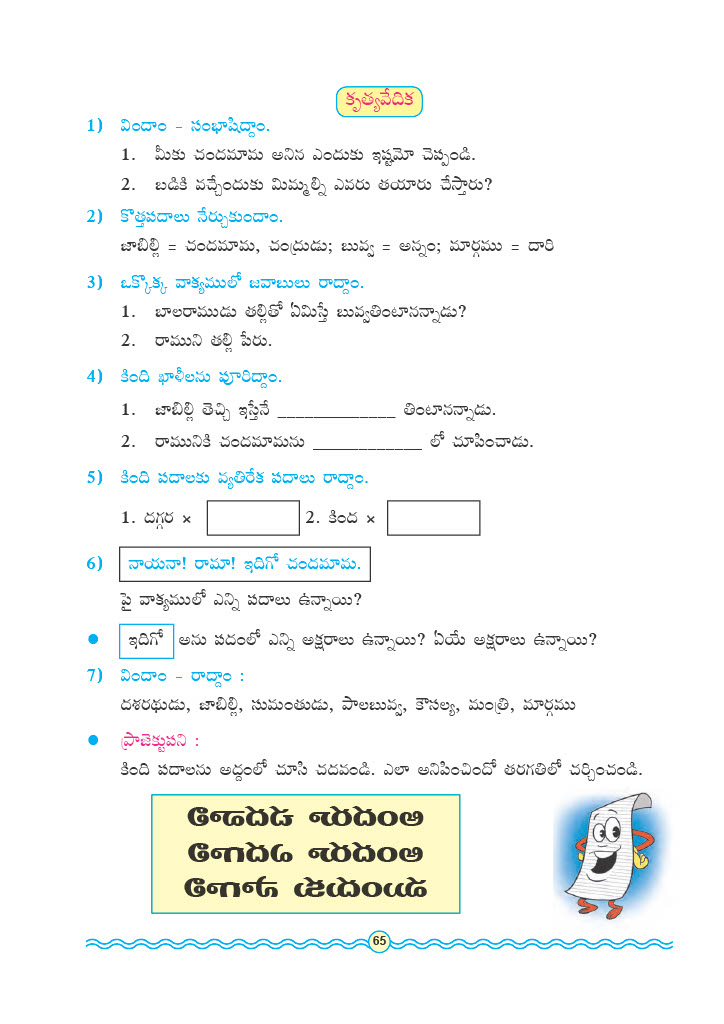 కృత్యవేదిక
1) విందాం - సంభాషిద్దాం.
1. మీకు చందమామ అనిన ఎందుకు ఇష్టమో చెప్పండి.
2. బడికి వచ్చేందుకు మిమ్మల్ని ఎవరు తయారు చేస్తారు?
2) కొత్తపదాలు నేర్చుకుందాం.
జాబిల్లి = చందమామ, చంద్రుడు; బువ్వ = అన్నం; మార్గము = దారి
3) ఒక్కొక్క వాక్యములో జవాబులు రాద్దాం.
1. బాలరాముడు తల్లితో ఏమిస్తే బువ్వతింటానన్నాడు?
2. రాముని తల్లి పేరు.
4) కింది ఖాళీలను పూరిద్దాం.
1. జాబిల్లి తెచ్చి ఇస్తేనే _____________ తింటానన్నాడు.
2. రామునికి చందమామను ____________ లో చూపించాడు.
5) కింది పదాలకు వ్యతిరేక పదాలు రాద్దాం.
1. దగ్గర × 2. కింద ×
6) నాయనా! రామా! ఇదిగో చందమామ.
పై వాక్యములో ఎన్ని పదాలు ఉన్నాయి?
● ఇదిగో అను పదంలో ఎన్ని అక్షరాలు ఉన్నాయి? ఏయే అక్షరాలు ఉన్నాయి?
7) విందాం - రాద్దాం :
దశరథుడు, జాబిల్లి, సుమంతుడు, పాలబువ్వ, కౌసల్య, మంత్రి, మార్గము
● ప్రాజెక్టుపని :
కింది పదాలను అద్దంలో చూసి చదవండి. ఎలా అనిపించిందో తరగతిలో చర్చించండి.
65